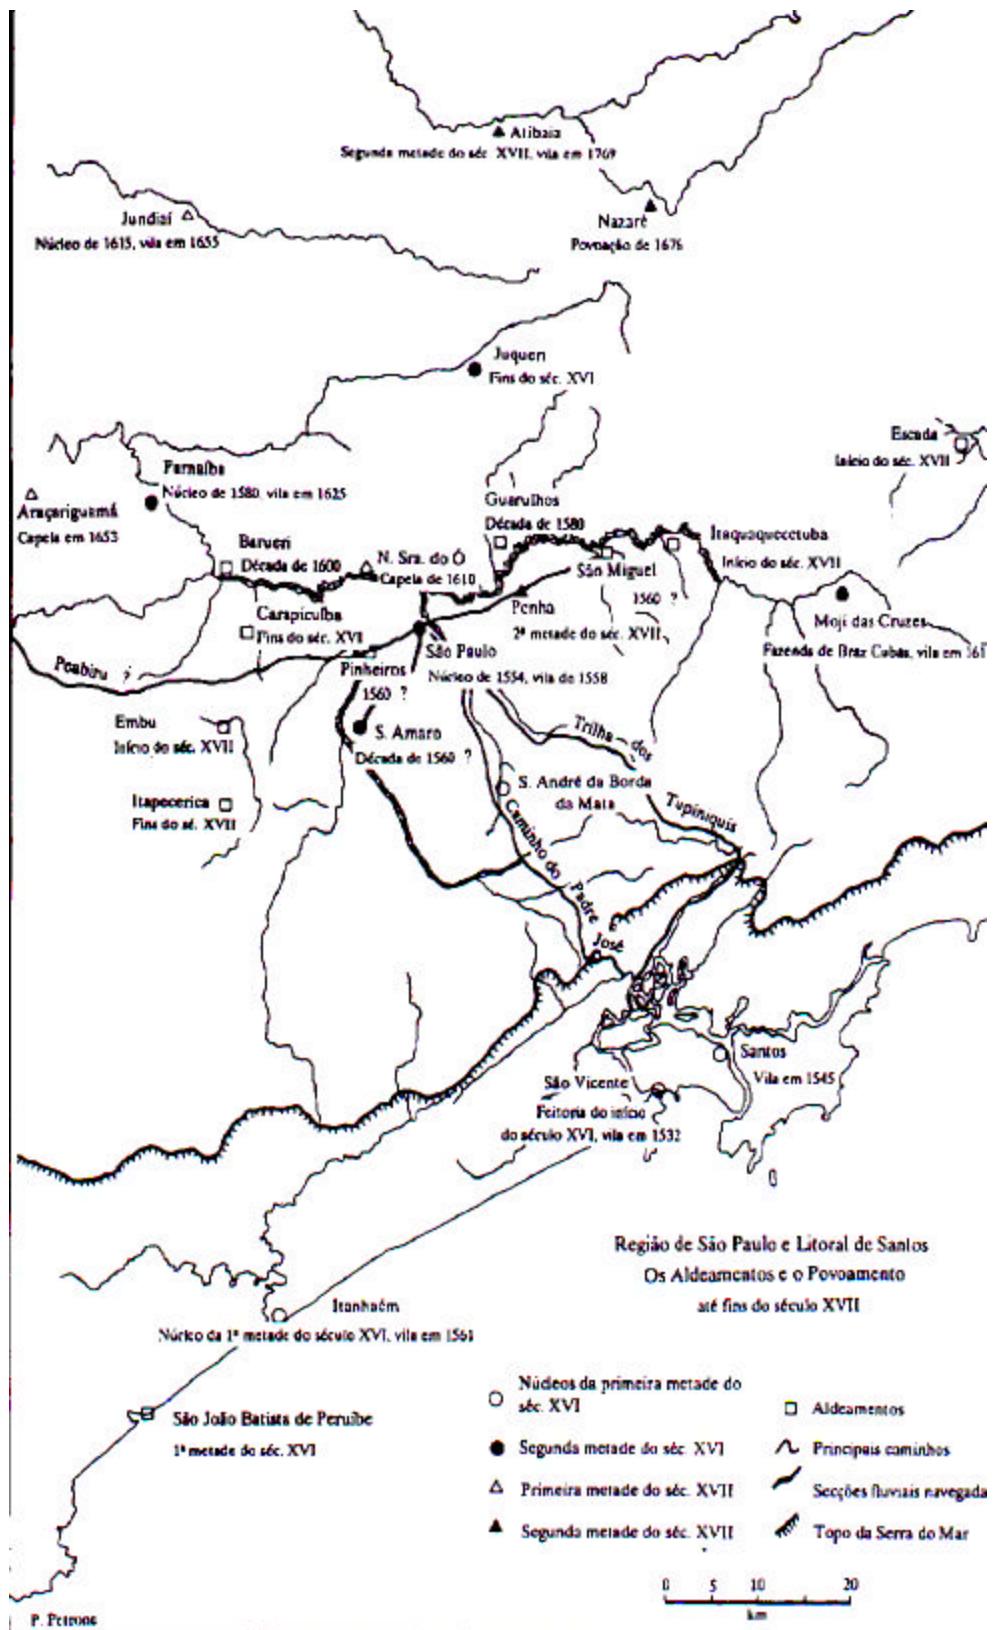 Atibaia
Segunda metade do séc. XVII, vila em 1769
Jundiaí
Núcleo de 1615, vila em 1655
Nazaré
Povoação de 1676
Juqueri
Fins do séc. XVI
Escada
Início do séc. XVII
Parnaíba
Núcleo de 1580, vila em 1625
Araçariguamá
Capela em 1653
Guarulhos
Década de 1580
Itaquaquecetuba
Início do séc. XVII
Barueri
Década de 1600
N. Sra. do Ó
Capela de 1610
São Miguel
1560 ?
Penha
2ª metade do séc. XVII
Moji das Cruzes
Fazenda de Braz Cubas, vila em 161
Carapicuíba
Fins do séc. XVI
Peabiru ?
Pinheiros
1560 ?
São Paulo
Núcleo de 1554, vila de 1558
Embu
Início do séc. XVII
S. Amaro
Década de 1560 ?
Trilha dos
Tupiniquis
Itapecerica
Fins do sé. XVII
S. André da Borda
da Mata
Caminho do Padre
José
Santos
Vila em 1545
São Vicente
Feitoria do início
do século XVI, vila em 1532
Região de São Paulo e Litoral de Santos
Os Aldeamentos e o Povoamento
até fins do século XVII
Itanhaém
Núcleo da 1ª metade do século XVI, vila em 1561
São João Batista de Peruíbe
1ª metade do séc. XVI
Núcleos da primeira metade do
séc. XVI
Segunda metade do séc. XVI
Primeira metade do séc. XVII
Segunda metade do séc. XVII
Aldeamentos
Principais caminhos
Secções fluviais navegada
Topo da Serra do Mar
0 5 10 20
km
P. Petrone